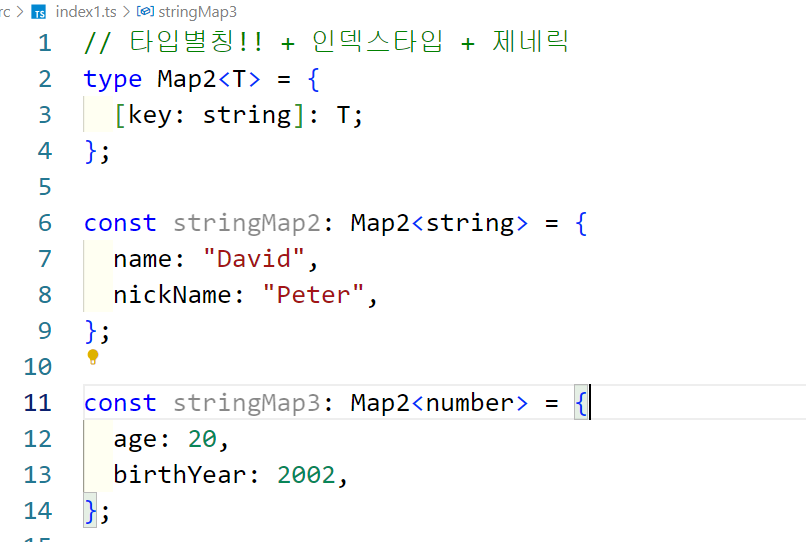 rc > TS index1.ts > stringMap3
1 // 타입별칭!! + 인덱스타입 + 제네릭
2 type Map2<T> = {
3   [key: string]: T;
4 };
5
6 const stringMap2: Map2<string> = {
7   name: "David",
8   nickName: "Peter",
9 };
10
11 const stringMap3: Map2<number> = {
12   age: 20,
13   birthYear: 2002,
14 };